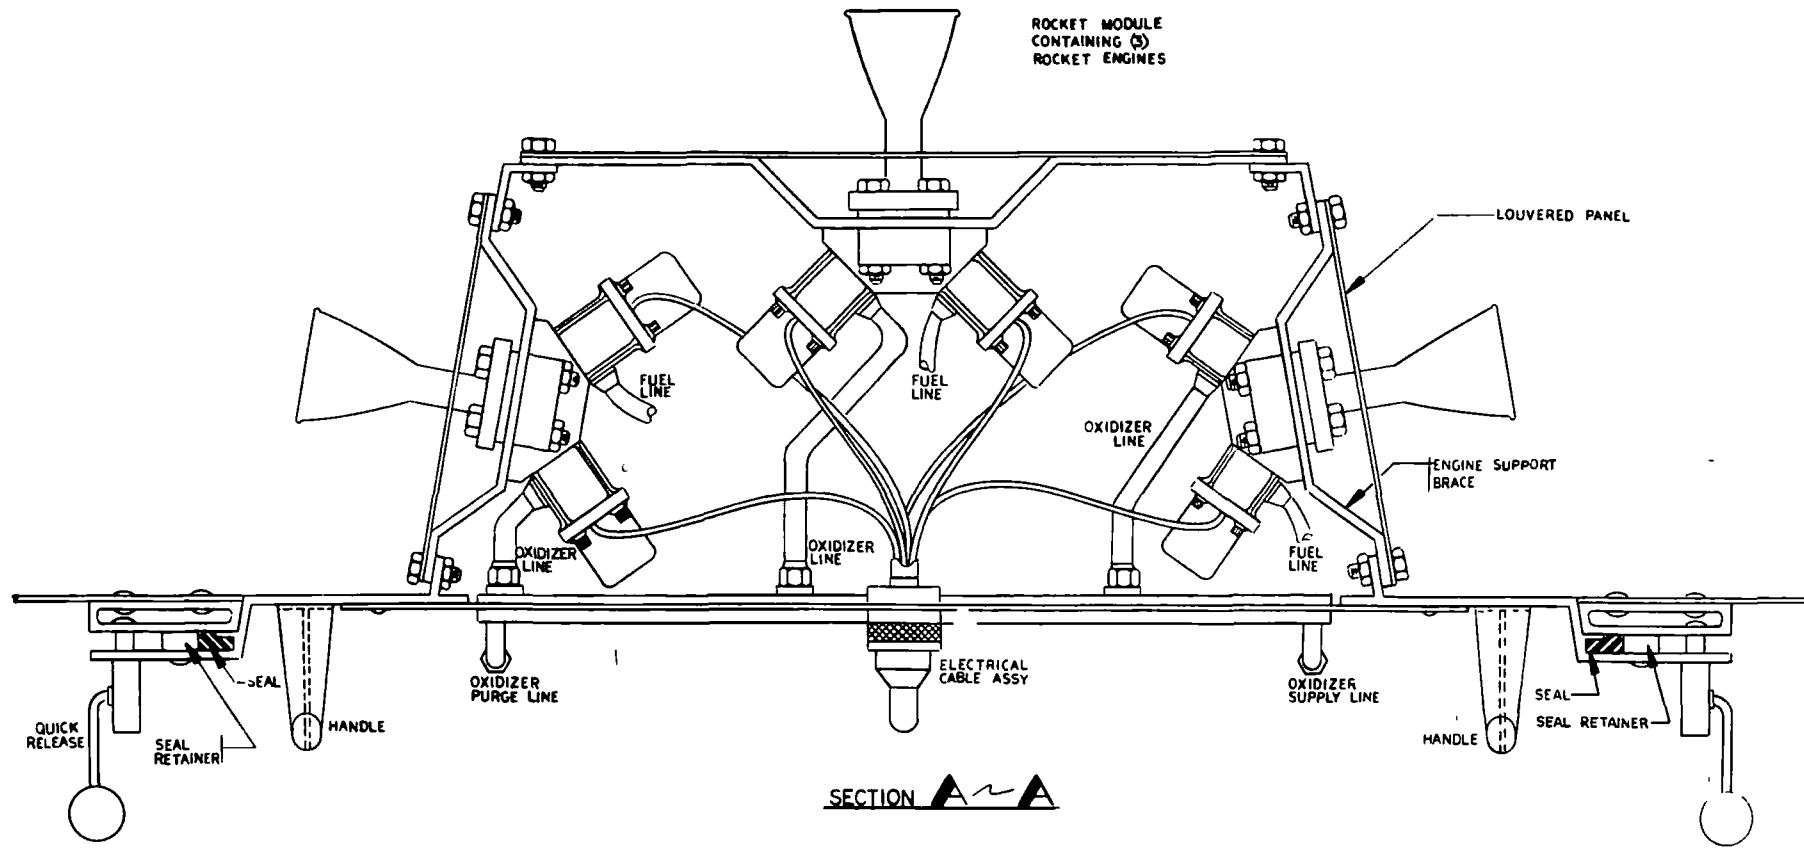 ROCKET MODULE
CONTAINING (3)
ROCKET ENGINES
LOUVERED PANEL
FUEL
LINE
FUEL
LINE
OXIDIZER
LINE
ENGINE SUPPORT
BRACE
OXIDIZER
LINE
OXIDIZER
LINE
FUEL
LINE
SEAL
OXIDIZER
PURGE LINE
ELECTRICAL
CABLE ASSY
OXIDIZER
SUPPLY LINE
SEAL
QUICK
RELEASE
SEAL
RETAINER
HANDLE
HANDLE
SEAL RETAINER
SECTION A~A